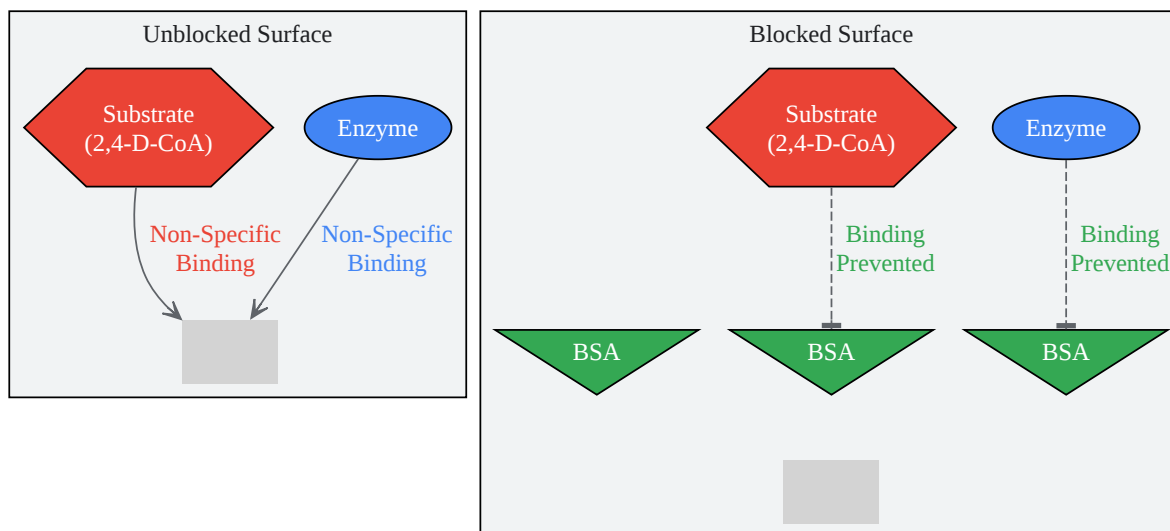 Unblocked Surface
Substrate
(2,4-D-CoA)
Enzyme
Non-Specific
Binding
Non-Specific
Binding
Blocked Surface
Substrate
(2,4-D-CoA)
Enzyme
Binding
Prevented
Binding
Prevented
BSA
BSA
BSA